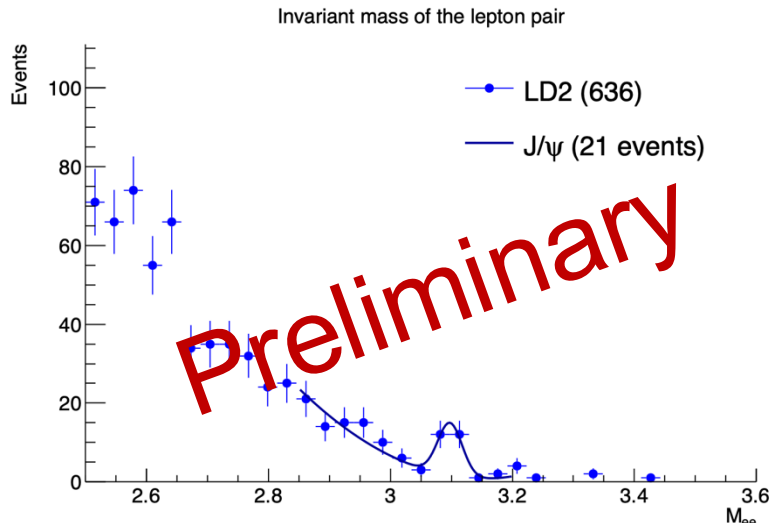 Invariant mass of the lepton pair
Events
100
80
60
40
20
0
LD2 (636)
J/ψ (21 events)
Preliminary
2.6 2.8 3 3.2 3.4 3.6
Mee